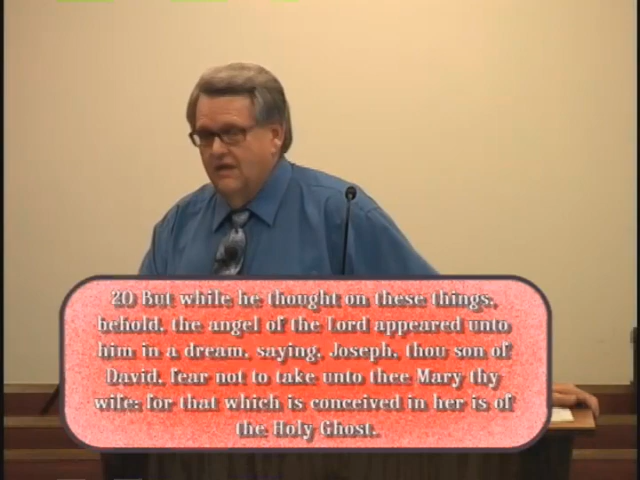 20 But while he thought on these things,
behold, the angel of the Lord appeared unto
him in a dream, saying, Joseph, thou son of
David, fear not to take unto thee Mary thy
wife: for that which is conceived in her is of
the Holy Ghost.